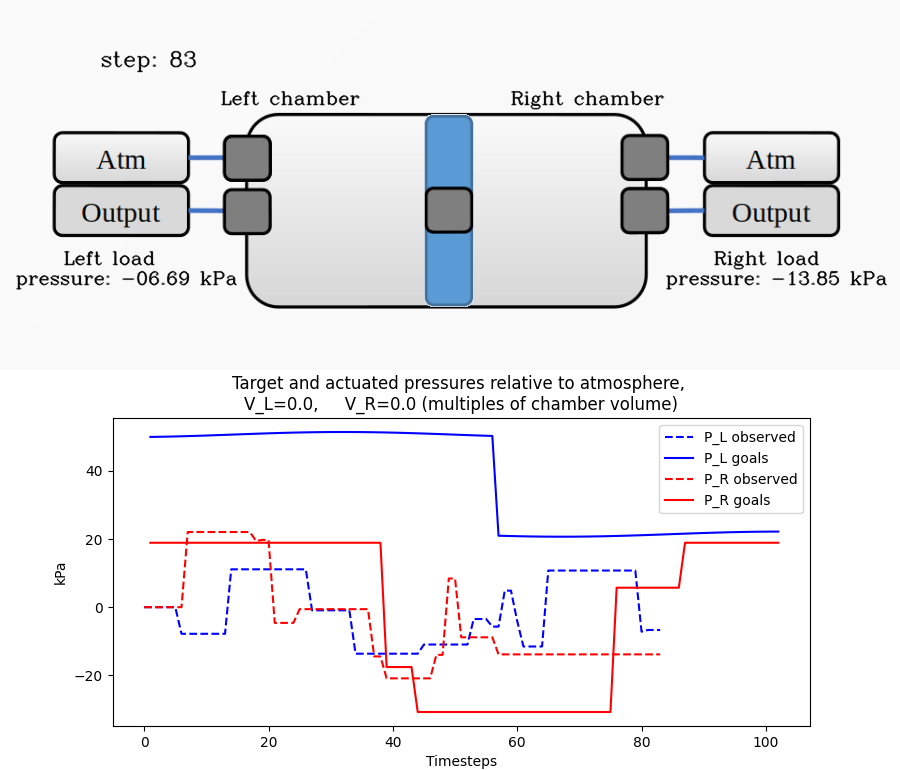 step: 83
Left chamber
Right chamber
Atm
Atm
Output
Output
Left load
pressure: −06.69 kPa
Right load
pressure: −13.85 kPa
Target and actuated pressures relative to atmosphere,
V_L=0.0, V_R=0.0 (multiples of chamber volume)
P_L observed
P_L goals
P_R observed
P_R goals
kPa
40
20
0
−20
0 20 40 60 80 100
Timesteps